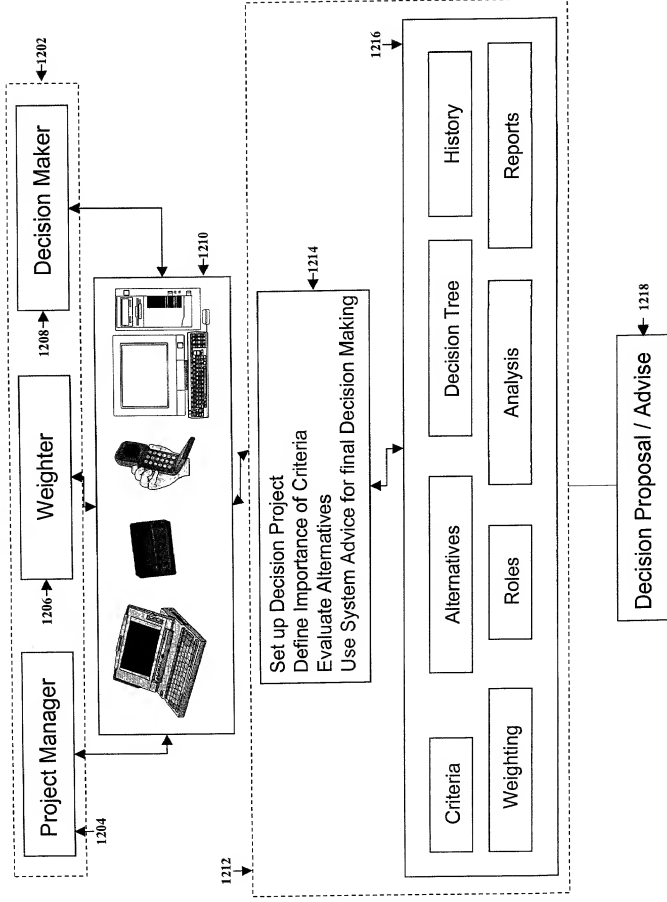 1202
Project Manager
Weighter
Decision Maker
1204
1206
1208
1210
1212
Set up Decision Project
Define Importance of Criteria
Evaluate Alternatives
Use System Advice for final Decision Making
1214
1216
Criteria
Alternatives
Decision Tree
History
Weighting
Roles
Analysis
Reports
Decision Proposal / Advise
1218